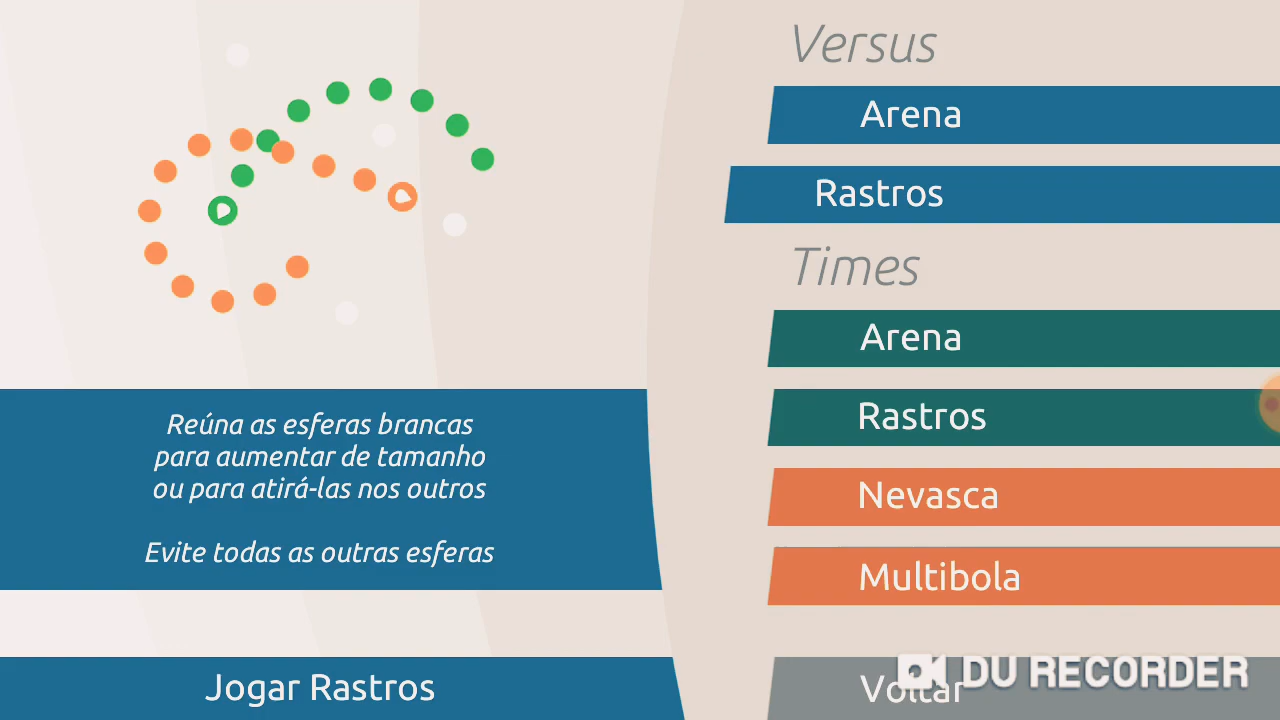 Reúna as esferas brancas
para aumentar de tamanho
ou para atirá-las nos outros
Evite todas as outras esferas
Jogar Rastros
Versus
Arena
Rastros
Times
Arena
Rastros
Nevasca
Multibola
Voltar
DU RECORDER